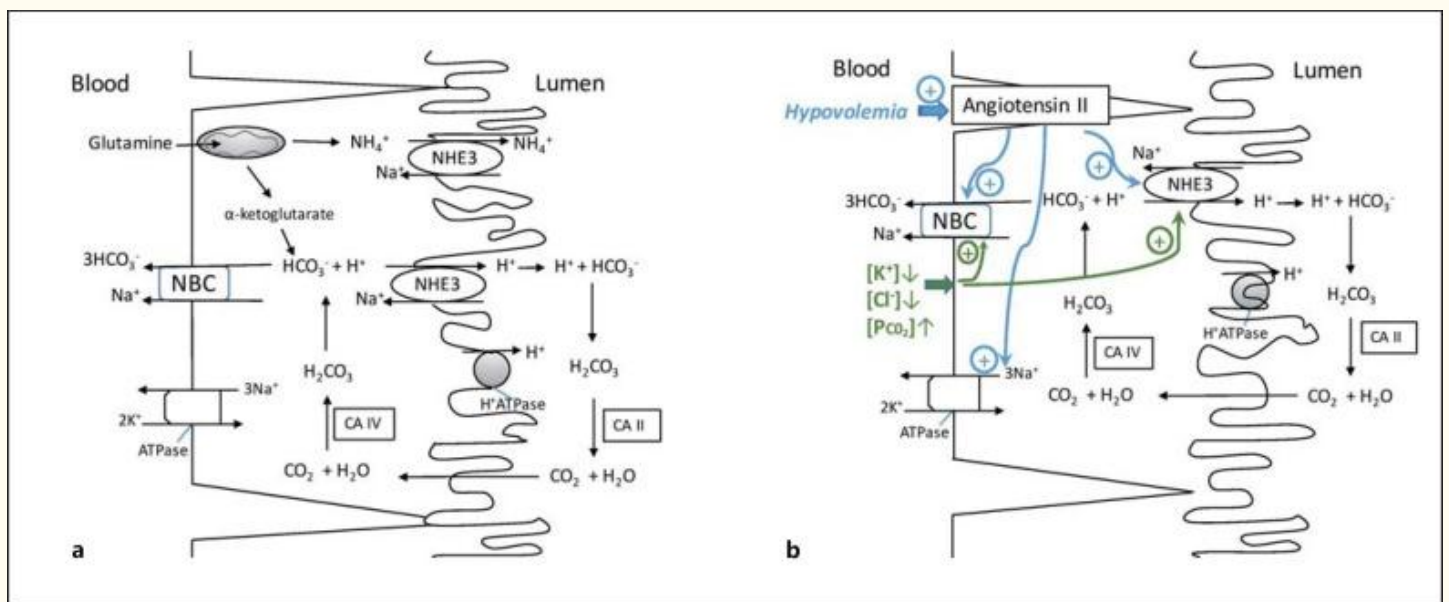 Blood
Lumen
Glutamine
NH₄⁺
NH₄⁺
NHE3
Na⁺
α-ketoglutarate
3HCO₃⁻
HCO₃⁻ + H⁺
H⁺
H⁺ + HCO₃⁻
NBC
NHE3
Na⁺
Na⁺
H⁺
H₂CO₃
H₂CO₃
3Na⁺
H⁺ATPase
2K⁺
CA IV
CA II
ATPase
CO₂ + H₂O
CO₂ + H₂O
a
Blood
Lumen
Hypovolemia
+
Angiotensin II
Na⁺
+
+
NHE3
3HCO₃⁻
HCO₃⁻ + H⁺
H⁺
H⁺ + HCO₃⁻
NBC
Na⁺
+
+
[K⁺]↓
[Cl⁻]↓
[PCO₂]↑
H⁺
H₂CO₃
H₂CO₃
H⁺ATPase
CA IV
CA II
+
3Na⁺
2K⁺
CO₂ + H₂O
CO₂ + H₂O
ATPase
b